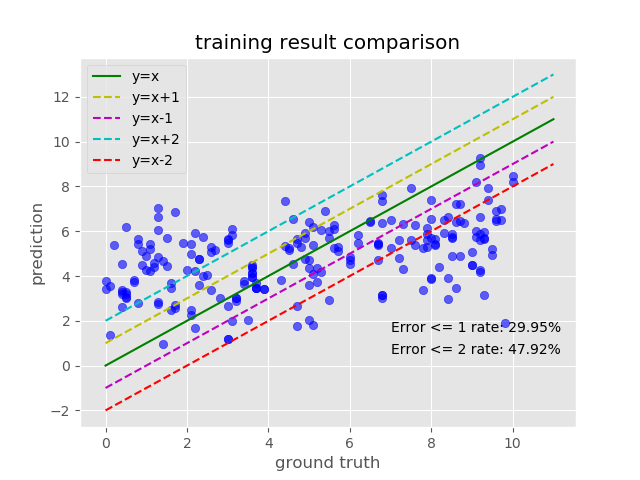 training result comparison
y=x
y=x+1
y=x-1
y=x+2
y=x-2
12
10
8
6
4
2
0
−2
prediction
Error <= 1 rate: 29.95%
Error <= 2 rate: 47.92%
0 2 4 6 8 10
ground truth